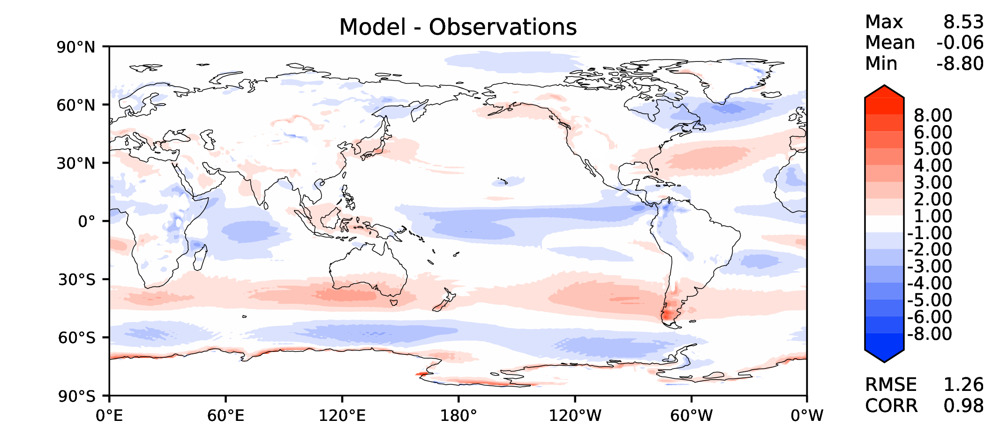 Model - Observations
Max 8.53
Mean -0.06
Min -8.80
90°N
60°N
30°N
0°
30°S
60°S
90°S
0°E 60°E 120°E 180° 120°W 60°W 0°W
8.00
6.00
5.00
4.00
3.00
2.00
1.00
-1.00
-2.00
-3.00
-4.00
-5.00
-6.00
-8.00
RMSE 1.26
CORR 0.98